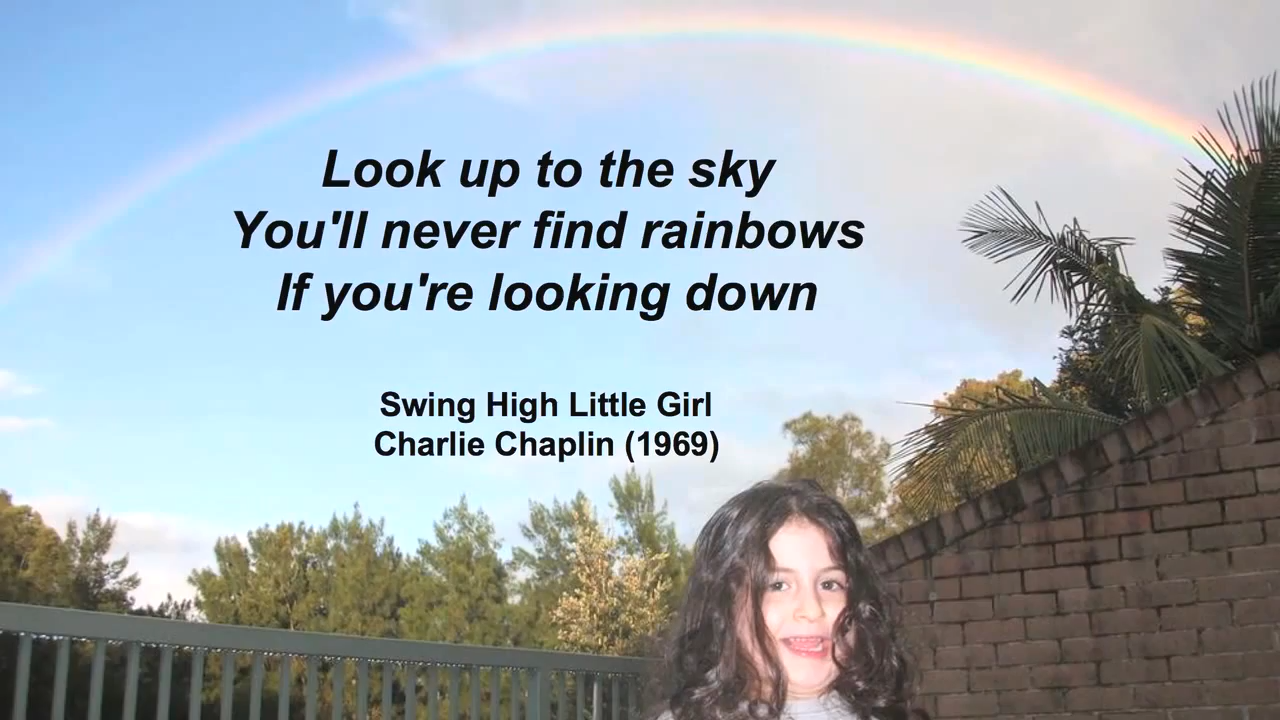 Look up to the sky
You'll never find rainbows
If you're looking down
Swing High Little Girl
Charlie Chaplin (1969)